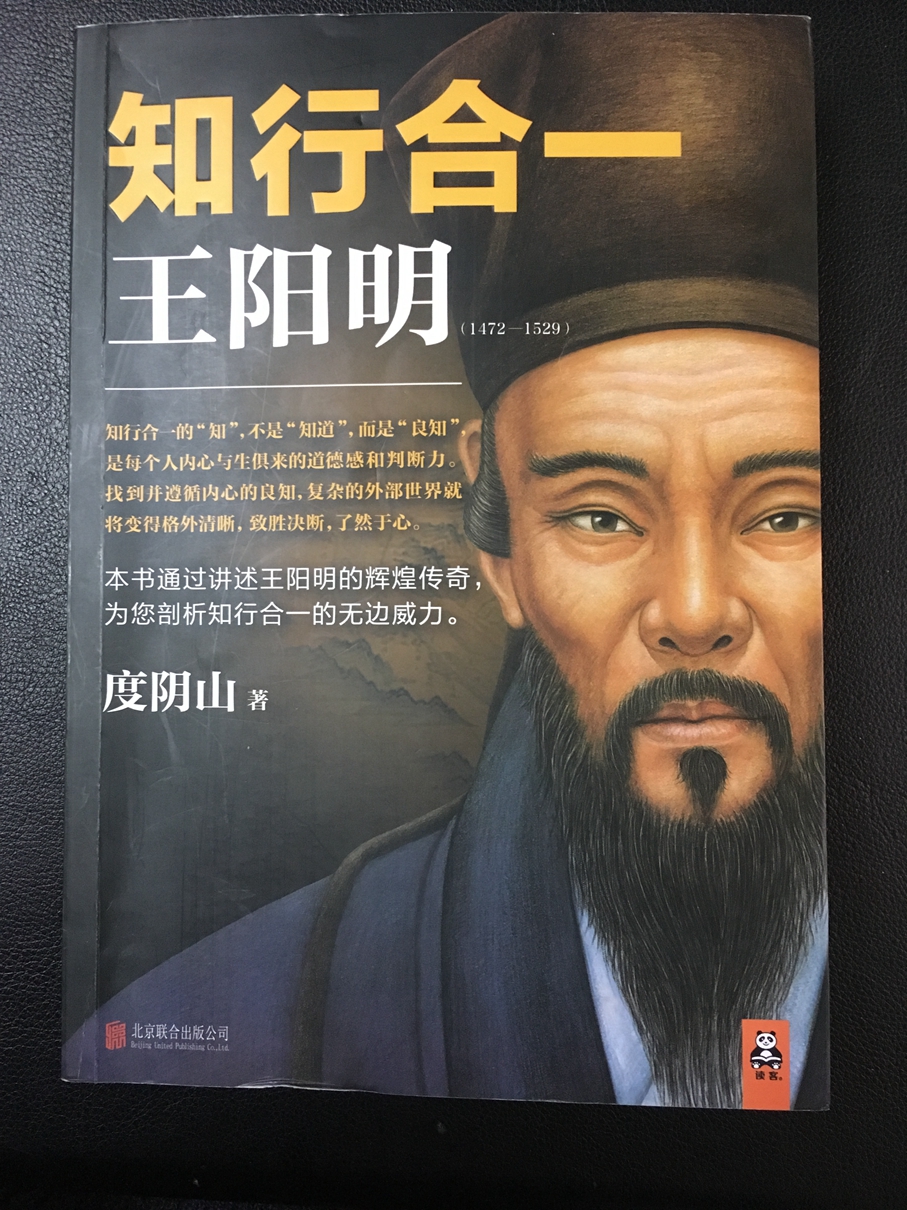 知行合一
王阳明(1472—1529)
知行合一的“知”,不是“知道”,而是“良知”,
是每个人内心与生俱来的道德感和判断力。
找到并遵循内心的良知,复杂的外部世界就
将变得格外清晰,致胜决断,了然于心。
本书通过讲述王阳明的辉煌传奇,
为您剖析知行合一的无边威力。
度阴山 著
北京联合出版公司
Beijing United Publishing Co.,Ltd.
读客®